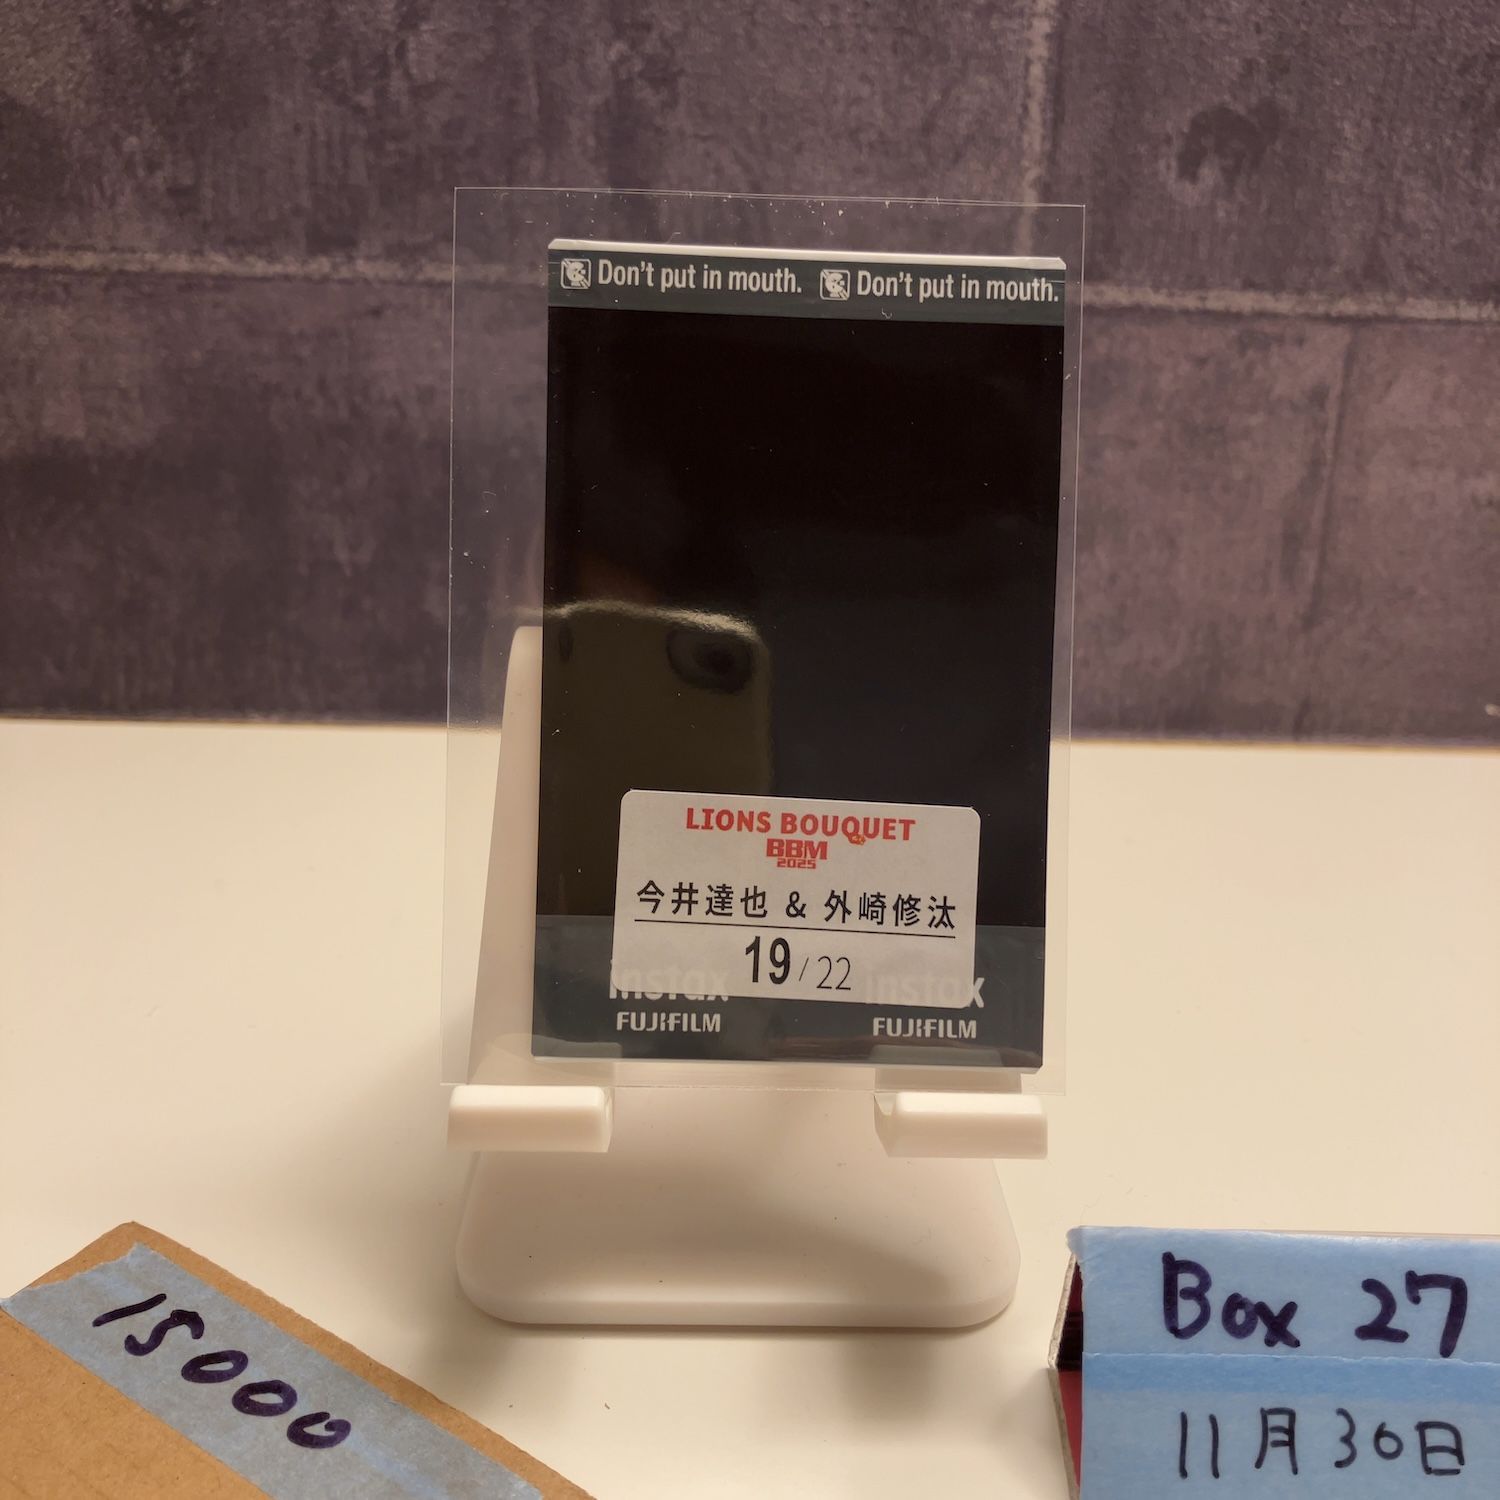 Don't put in mouth. Don't put in mouth.
LIONS BOUQUET
BBM
2025
今井達也 & 外崎修汰
19/22
instax instax
FUJIFILM FUJIFILM
15000
Box 27
11月30日